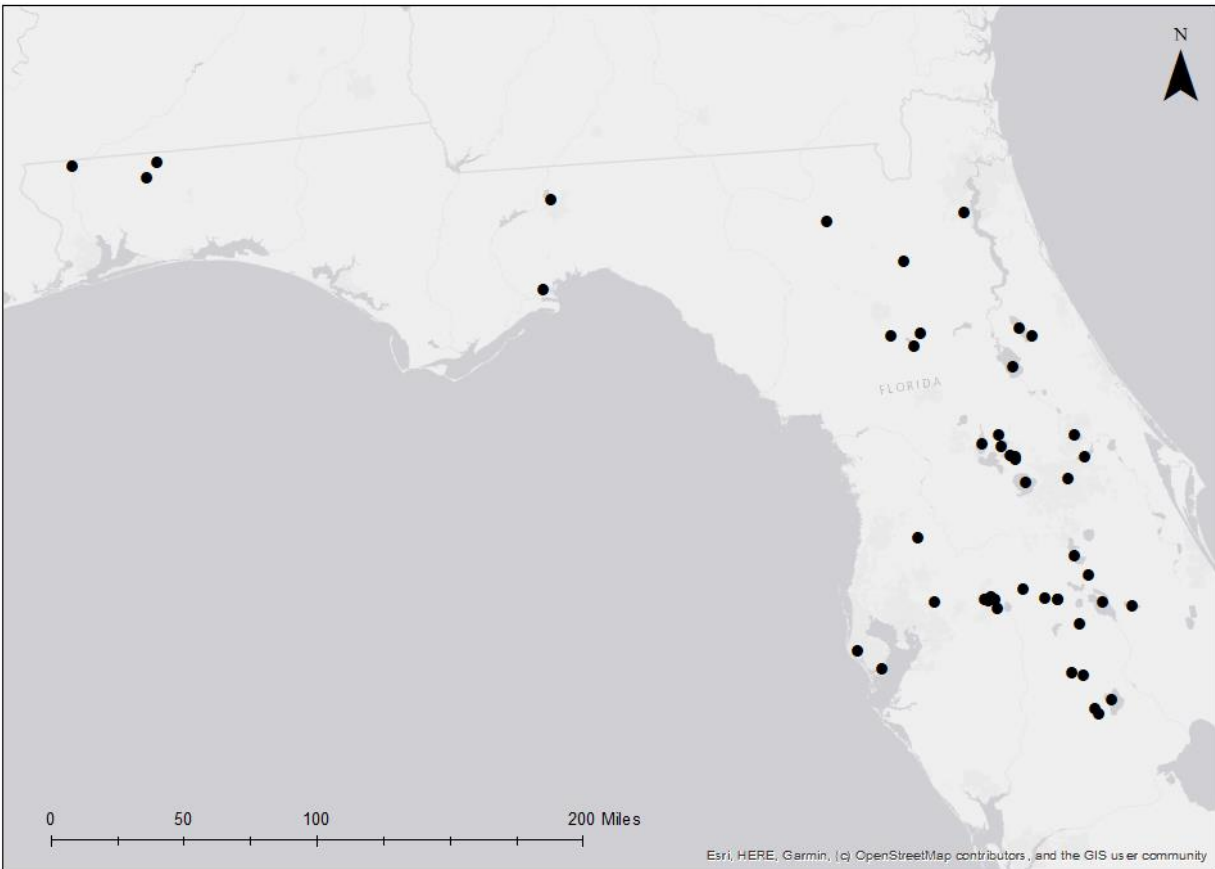 N
FLORIDA
0 50 100 200 Miles
Esri, HERE, Garmin, (c) OpenStreetMap contributors, and the GIS user community